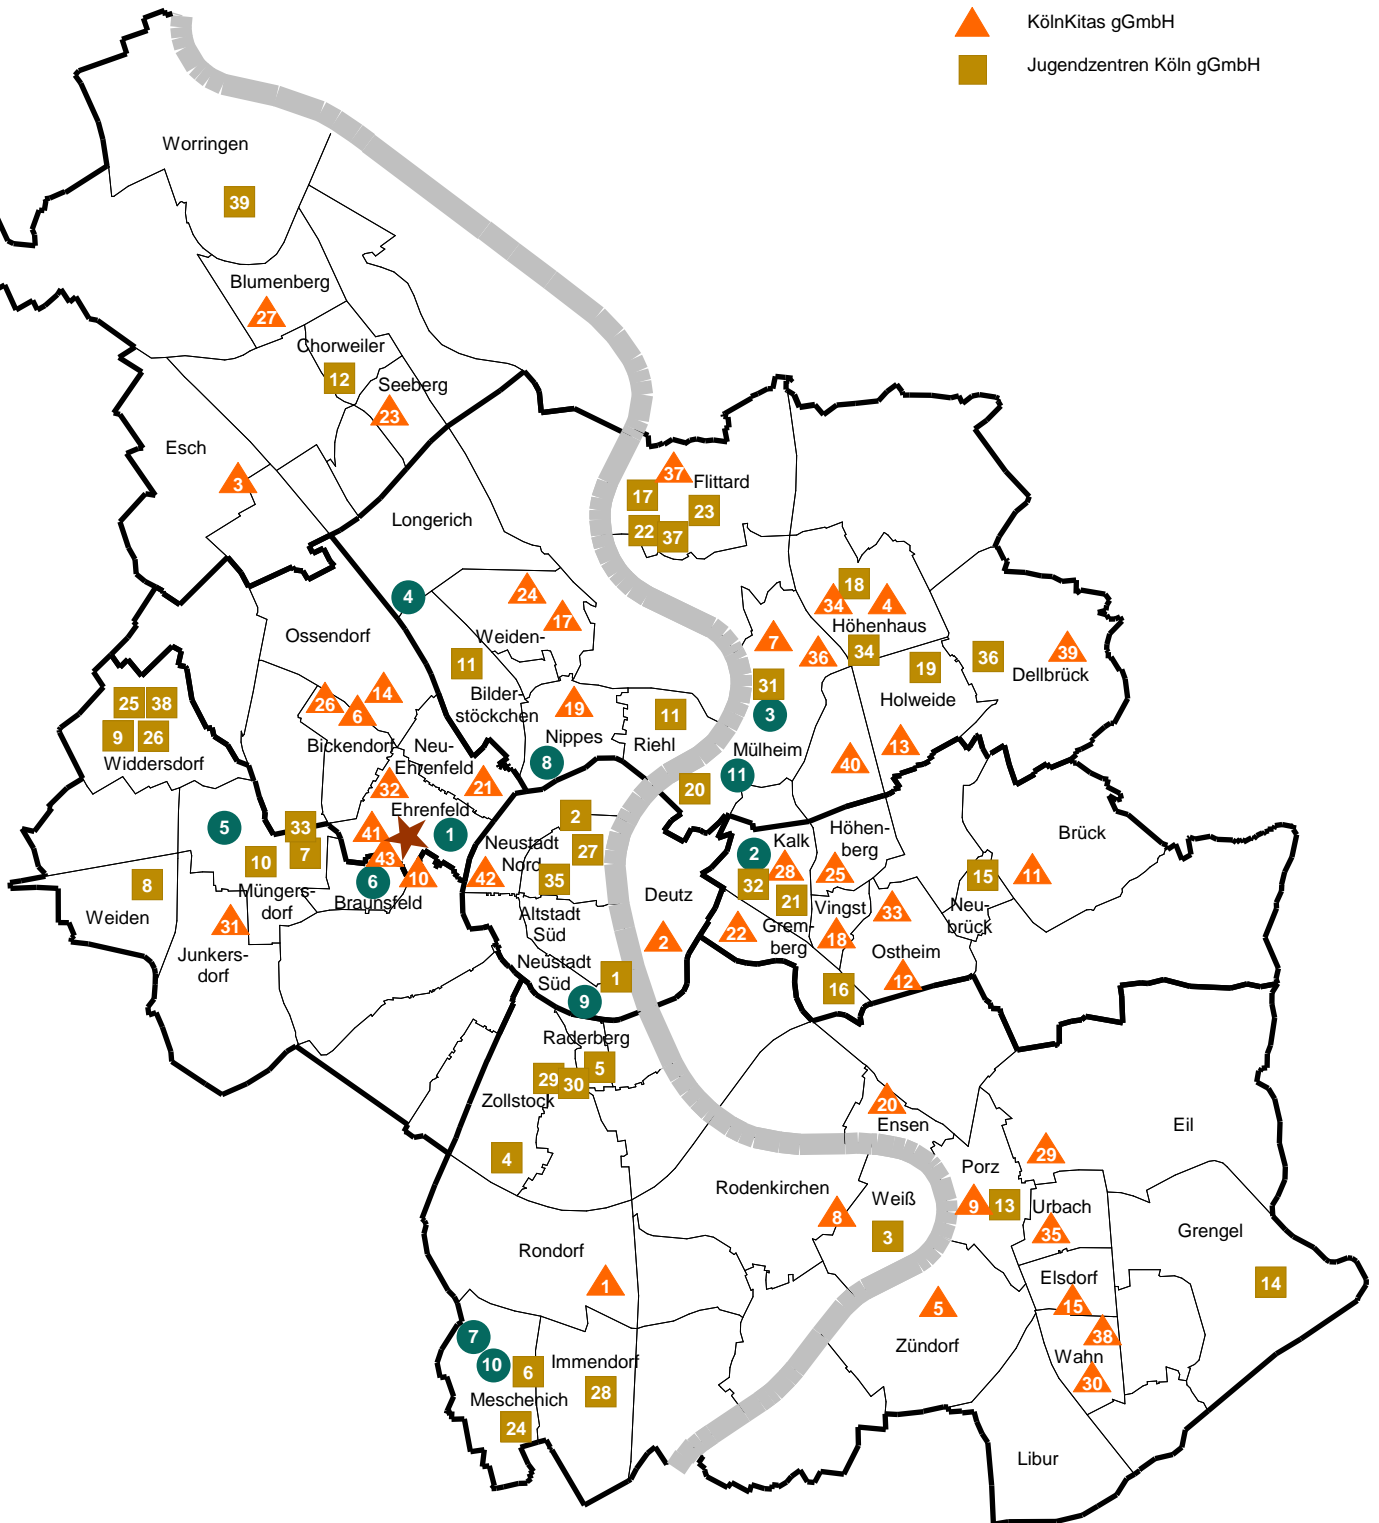 KölnKitas gGmbH
Jugendzentren Köln gGmbH
Worringen
39
Blumenberg
27
Chorweiler
12
Seeberg
23
Esch
3
37
Flittard
17
23
22
37
Longerich
4
24
17
Weiden-
11
Bilder-
stöckchen
19
Nippes
8
11
Riehl
18
34
4
Höhenhaus
7
36
34
19
Holweide
36
39
Dellbrück
31
3
Mülheim
11
20
13
40
Ossendorf
26
6
14
Bickendorf
Neu-
Ehrenfeld
32
21
Ehrenfeld
41
1
43
10
6
Braunsfeld
25
38
9
26
Widdersdorf
5
33
7
10
Müngers-
dorf
8
Weiden
31
Junkers-
dorf
2
Neustadt
Nord
27
42
35
Altstadt
Süd
Neustadt
Süd
1
9
Deutz
2
2
Kalk
28
32
21
Höhen-
berg
25
Vingst
18
22
Grem-
berg
16
33
Ostheim
12
15
Neu-
brück
11
Brück
Raderberg
29
30
5
Zollstock
4
20
Ensen
Eil
29
Porz
9
13
Urbach
35
Rodenkirchen
8
Weiß
3
Grengel
14
Rondorf
1
Elsdorf
15
38
Wahn
30
5
Zündorf
7
10
6
Meschenich
24
Immendorf
28
Libur